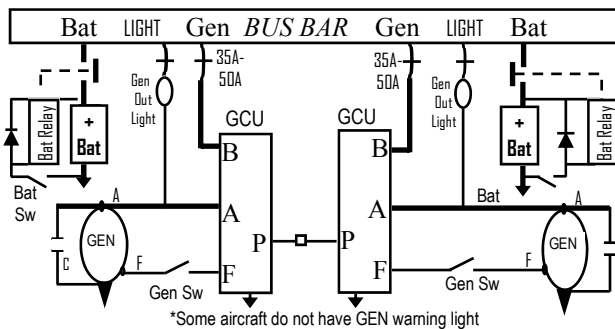 Bat LIGHT Gen BUS BAR Gen LIGHT Bat
35A-
50A
35A-
50A
Gen
Out
Light
Gen
Out
Light
GCU
GCU
+
Bat
Bat Relay
+
Bat
Bat Relay
B
B
Bat
Sw
Bat
Sw
A
A
A
Bat
A
GEN
P
P
GEN
C
F
F
F
F
Gen Sw
Gen Sw
*Some aircraft do not have GEN warning light